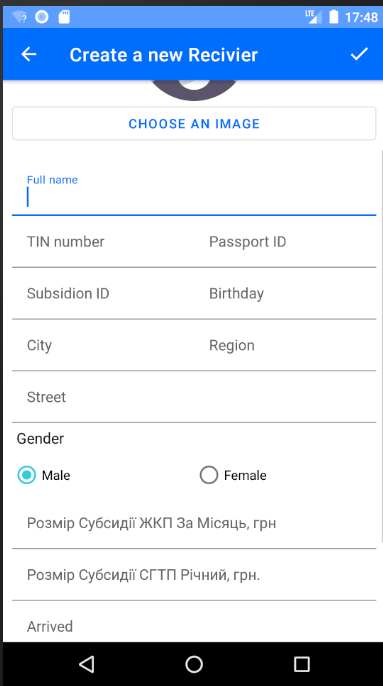 LTE 17:48
Create a new Recivier
CHOOSE AN IMAGE
Full name
TIN number Passport ID
Subsidion ID Birthday
City Region
Street
Gender
Male Female
Розмір Субсидії ЖКП За Місяць, грн
Розмір Субсидії СГТП Річний, грн.
Arrived